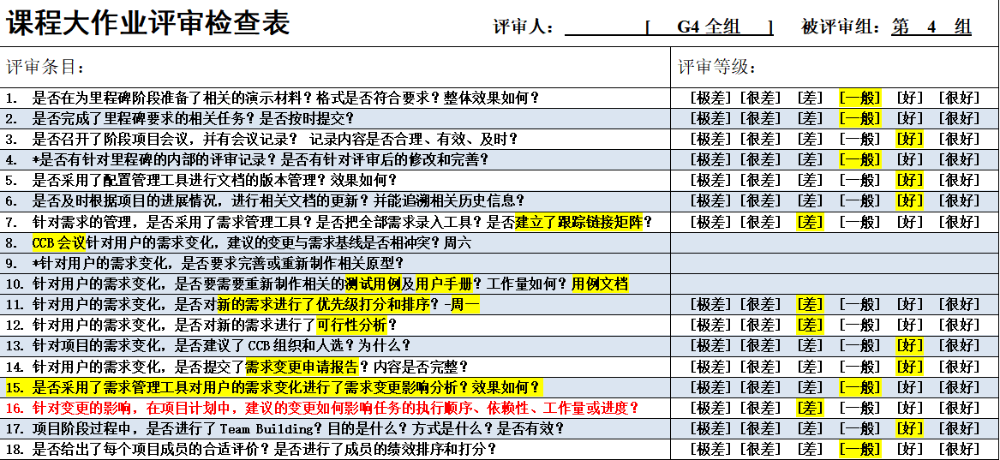 课程大作业评审检查表 评审人： [ G4 全组 ] 被评审组：第 4 组
评审条目： 评审等级：
1. 是否在为里程碑阶段准备了相关的演示材料？格式是否符合要求？整体效果如何？ [极差] [很差] [差] [一般] [好] [很好]
2. 是否完成了里程碑要求的相关任务？是否按时提交？ [极差] [很差] [差] [一般] [好] [很好]
3. 是否召开了阶段项目会议，并有会议记录？ 记录内容是否合理、有效、及时？ [极差] [很差] [差] [一般] [好] [很好]
4. *是否有针对里程碑的内部的评审记录？是否有针对评审后的修改和完善？ [极差] [很差] [差] [一般] [好] [很好]
5. 是否采用了配置管理工具进行文档的版本管理？效果如何？ [极差] [很差] [差] [一般] [好] [很好]
6. 是否及时根据项目的进展情况，进行相关文档的更新？并能追溯相关历史信息？ [极差] [很差] [差] [一般] [好] [很好]
7. 针对需求的管理，是否采用了需求管理工具？是否把全部需求录入工具？是否建立了跟踪链接矩阵？ [极差] [很差] [差] [一般] [好] [很好]
8. CCB 会议针对用户的需求变化，建议的变更与需求基线是否相冲突？周六
9. *针对用户的需求变化，是否要求完善或重新制作相关原型？
10. 针对用户的需求变化，是否要需要重新制作相关的测试用例及用户手册？工作量如何？用例文档
11. 针对用户的需求变化，是否对新的需求进行了优先级打分和排序？-周一 [极差] [很差] [差] [一般] [好] [很好]
12. 针对用户的需求变化，是否对新的需求进行了可行性分析？ [极差] [很差] [差] [一般] [好] [很好]
13. 针对项目的需求变化，是否建议了 CCB 组织和人选？为什么？ [极差] [很差] [差] [一般] [好] [很好]
14. 针对用户的需求变化，是否提交了需求变更申请报告？内容是否完整？ [极差] [很差] [差] [一般] [好] [很好]
15. 是否采用了需求管理工具对用户的需求变化进行了需求变更影响分析？效果如何？ [极差] [很差] [差] [一般] [好] [很好]
16. 针对变更的影响，在项目计划中，建议的变更如何影响任务的执行顺序、依赖性、工作量或进度？ [极差] [很差] [差] [一般] [好] [很好]
17. 项目阶段过程中，是否进行了 Team Building？目的是什么？方式是什么？是否有效？ [极差] [很差] [差] [一般] [好] [很好]
18. 是否给出了每个项目成员的合适评价？是否进行了成员的绩效排序和打分？ [极差] [很差] [差] [一般] [好] [很好]